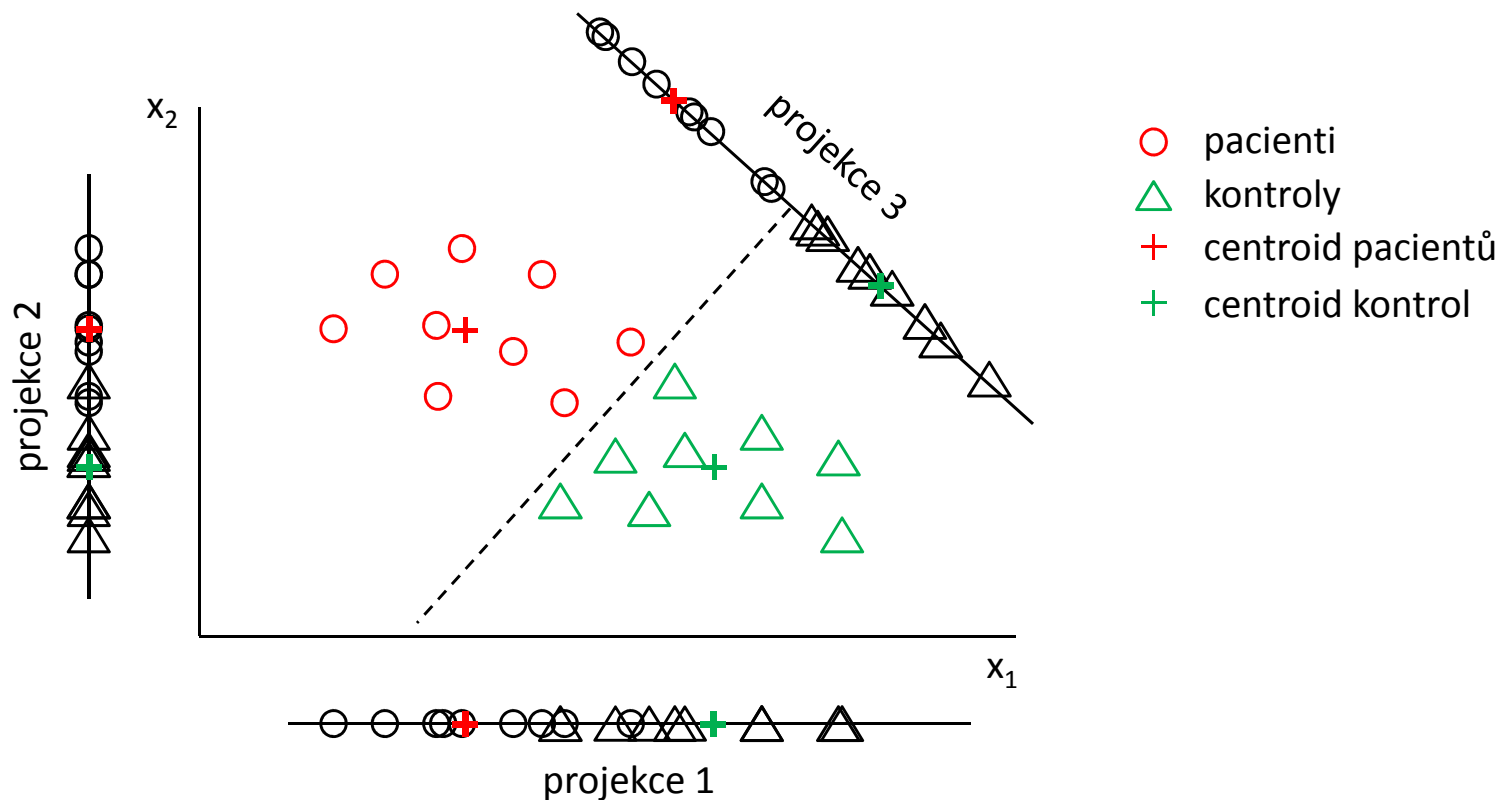 x2
projekce 3
pacienti
kontroly
centroid pacientů
centroid kontrol
projekce 2
x1
projekce 1